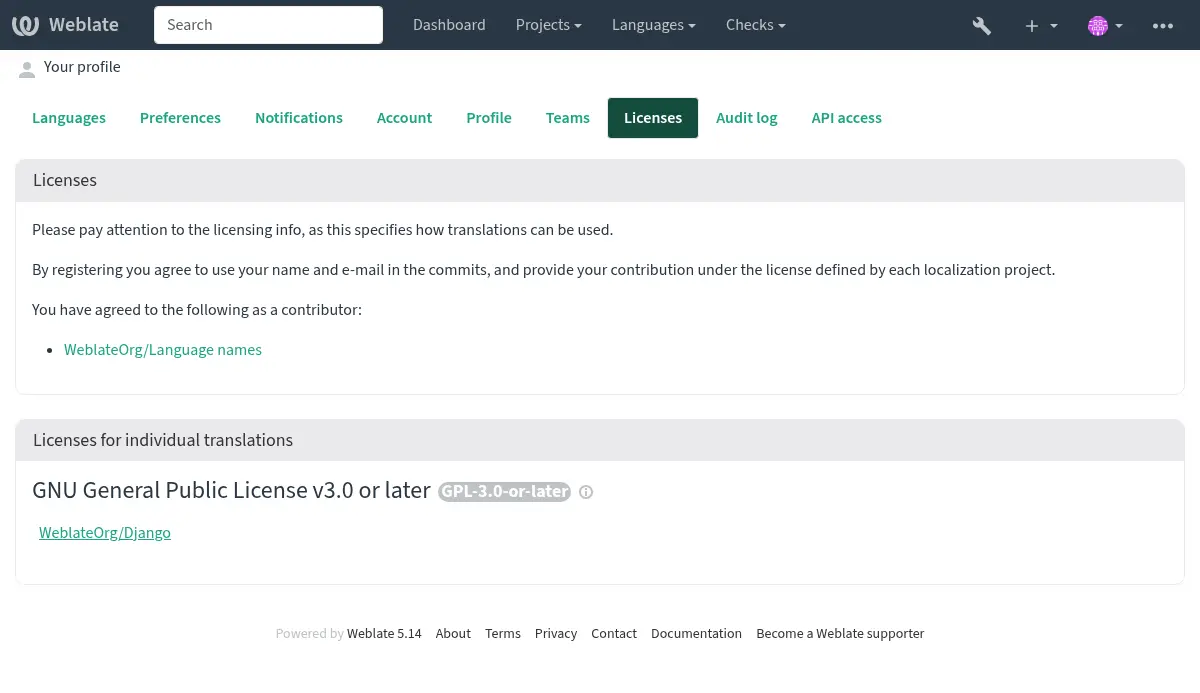 Weblate
Search
Dashboard
Projects
Languages
Checks
Your profile
Languages
Preferences
Notifications
Account
Profile
Teams
Licenses
Audit log
API access
Licenses
Please pay attention to the licensing info, as this specifies how translations can be used.
By registering you agree to use your name and e-mail in the commits, and provide your contribution under the license defined by each localization project.
You have agreed to the following as a contributor:
WeblateOrg/Language names
Licenses for individual translations
GNU General Public License v3.0 or later GPL-3.0-or-later
WeblateOrg/Django
Powered by Weblate 5.14 About Terms Privacy Contact Documentation Become a Weblate supporter